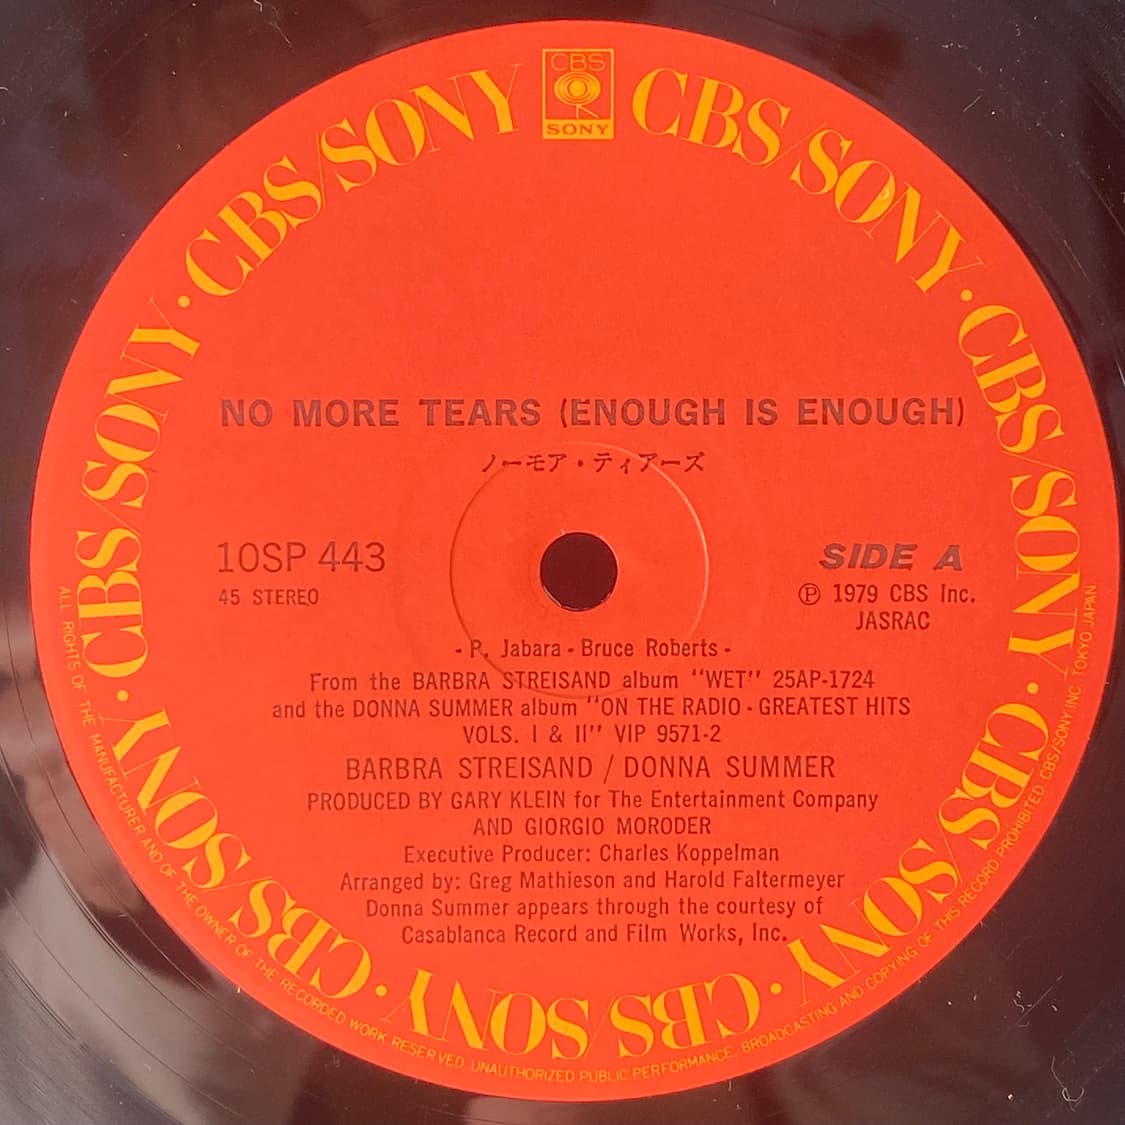 CBS
SONY
CBS/SONY · CBS/SONY · CBS/SONY · CBS/SONY · CBS/SONY · CBS/SONY · CBS/SONY · CBS/SONY
NO MORE TEARS (ENOUGH IS ENOUGH)
ノーモア・ティアーズ
10SP 443
45 STEREO
SIDE A
Ⓟ 1979 CBS Inc.
JASRAC
- P. Jabara - Bruce Roberts -
From the BARBRA STREISAND album "WET" 25AP-1724
and the DONNA SUMMER album "ON THE RADIO - GREATEST HITS
VOLS. I & II" VIP 9571-2
BARBRA STREISAND / DONNA SUMMER
PRODUCED BY GARY KLEIN for The Entertainment Company
AND GIORGIO MORODER
Executive Producer: Charles Koppelman
Arranged by: Greg Mathieson and Harold Faltermeyer
Donna Summer appears through the courtesy of
Casablanca Record and Film Works, Inc.
ALL RIGHTS OF THE MANUFACTURER AND OF THE OWNER OF THE RECORDED WORK RESERVED. UNAUTHORIZED PUBLIC PERFORMANCE BROADCASTING AND COPYING OF THIS RECORD PROHIBITED CBS/SONY INC. TOKYO JAPAN